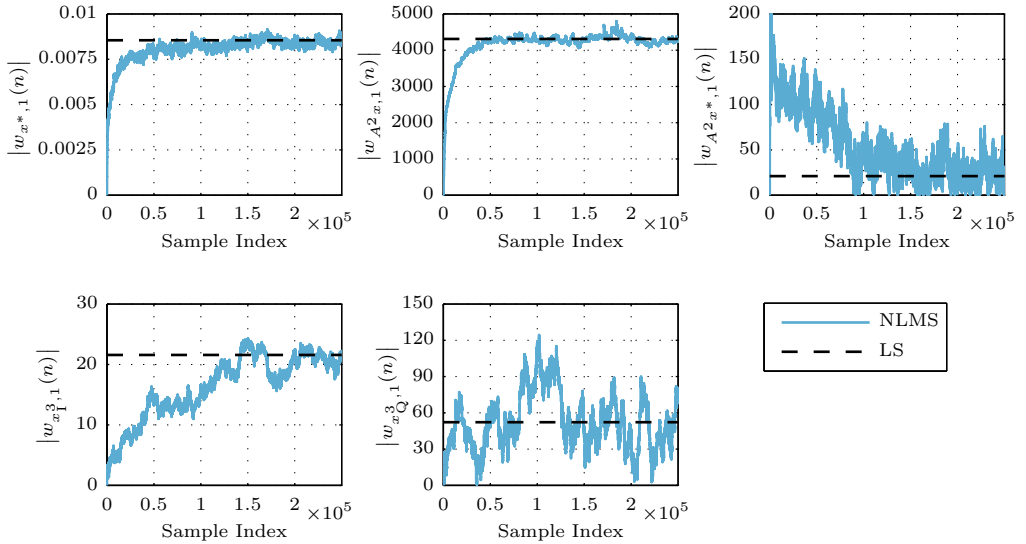 |w_{x^*,1}(n)|
0.01
0.0075
0.005
0.0025
0
0 0.5 1 1.5 2
×10^5
Sample Index
|w_{A^2x,1}(n)|
5000
4000
3000
2000
1000
0
0 0.5 1 1.5 2
×10^5
Sample Index
|w_{A^2x^*,1}(n)|
200
150
100
50
0
0 0.5 1 1.5 2
×10^5
Sample Index
|w_{x_I^3,1}(n)|
30
20
10
0
0 0.5 1 1.5 2
×10^5
Sample Index
|w_{x_Q^3,1}(n)|
150
120
90
60
30
0
0 0.5 1 1.5 2
×10^5
Sample Index
NLMS
LS